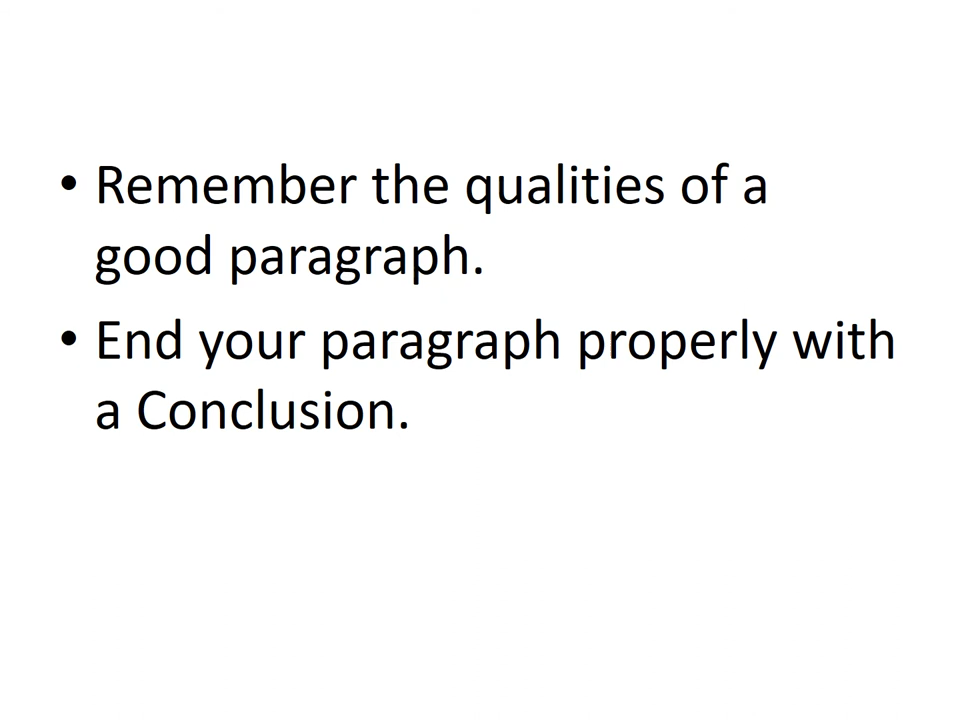 • Remember the qualities of a
good paragraph.
• End your paragraph properly with
a Conclusion.